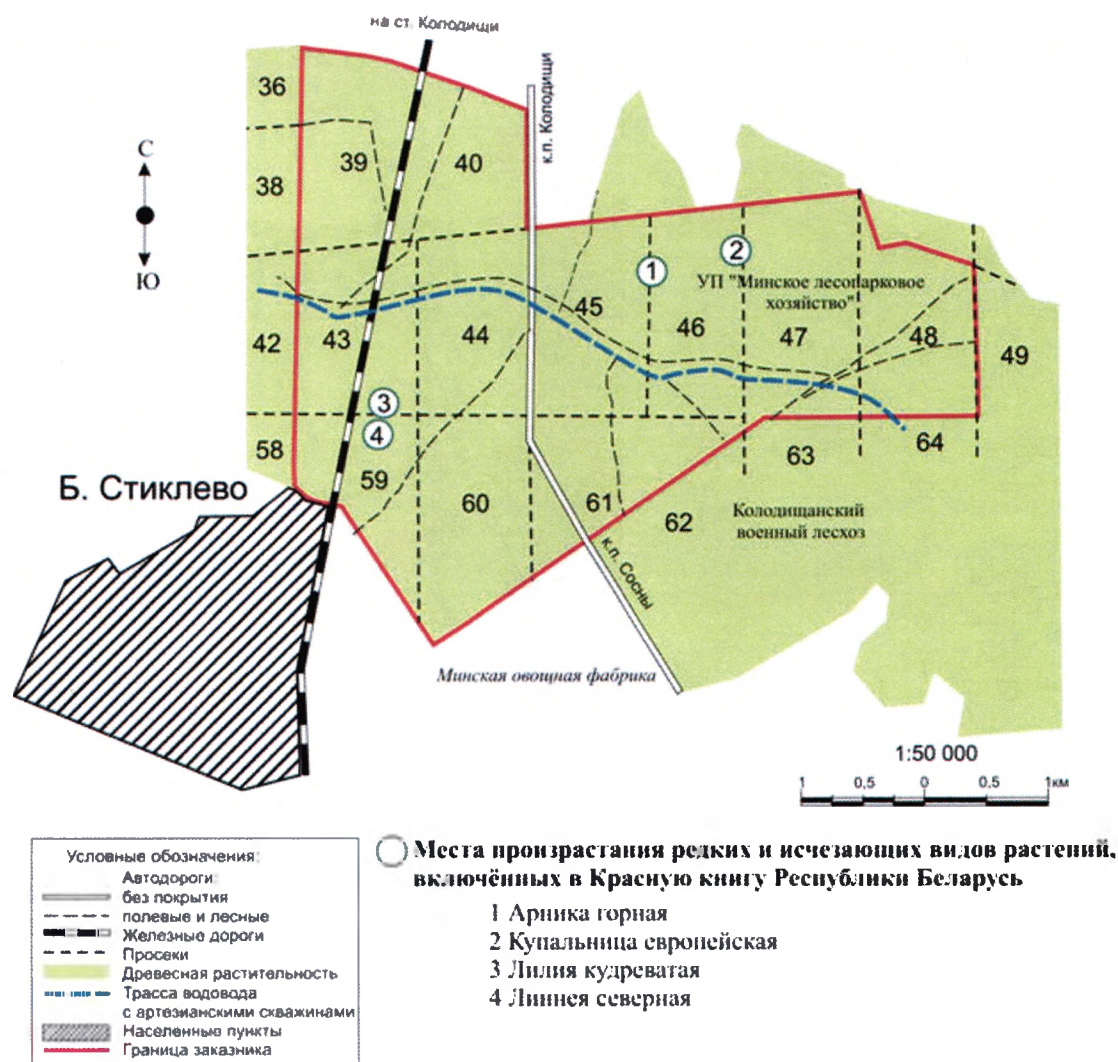 на ст. Колодищи
36
39
40
38
С
Ю
к.п. Колодищи
1
2
УП "Минское лесопарковое
хозяйство"
45
46
47
48
49
42
43
44
3
4
58
59
60
61
62
63
64
Б. Стиклево
Колодищанский
военный лесхоз
к.п. Сосны
Минская овощная фабрика
1:50 000
1 0,5 0 0,5 1км
Условные обозначения:
Автодороги:
без покрытия
полевые и лесные
Железные дороги
Просеки
Древесная растительность
Трасса водовода
с артезианскими скважинами
Населенные пункты
Граница заказника
Места произрастания редких и исчезающих видов растений,
включённых в Красную книгу Республики Беларусь
1 Арника горная
2 Купальница европейская
3 Лилия кудреватая
4 Линнея северная